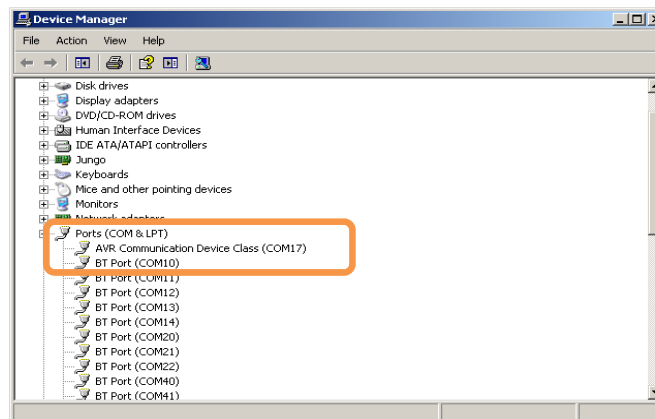 Device Manager
File Action View Help
Disk drives
Display adapters
DVD/CD-ROM drives
Human Interface Devices
IDE ATA/ATAPI controllers
Jungo
Keyboards
Mice and other pointing devices
Monitors
Network adapters
Ports (COM & LPT)
AVR Communication Device Class (COM17)
BT Port (COM10)
BT Port (COM11)
BT Port (COM12)
BT Port (COM13)
BT Port (COM14)
BT Port (COM20)
BT Port (COM21)
BT Port (COM22)
BT Port (COM40)
BT Port (COM41)